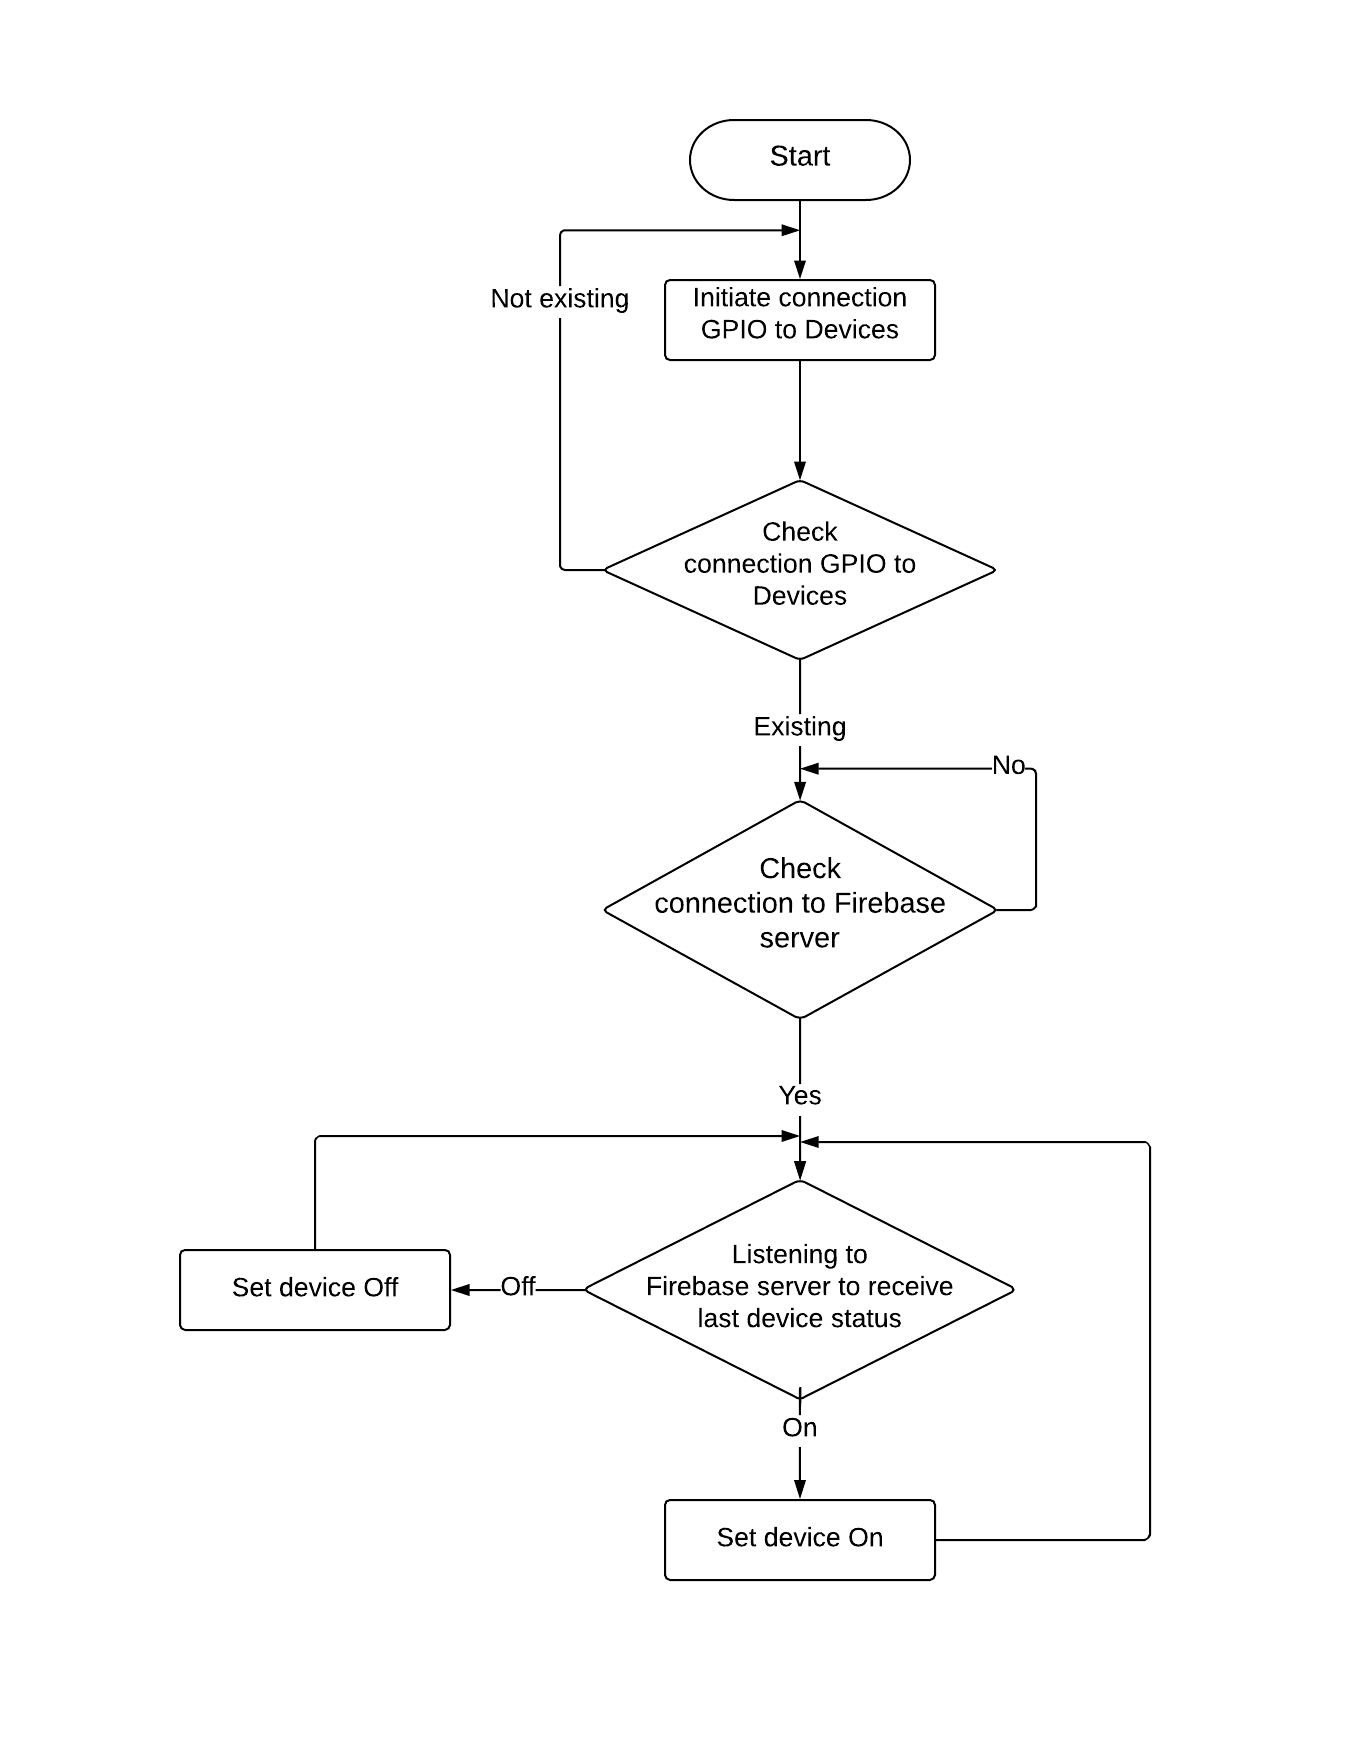 Start
Not existing
Initiate connection
GPIO to Devices
Check
connection GPIO to
Devices
Existing
No
Check
connection to Firebase
server
Yes
Listening to
Firebase server to receive
last device status
Off
Set device Off
On
Set device On